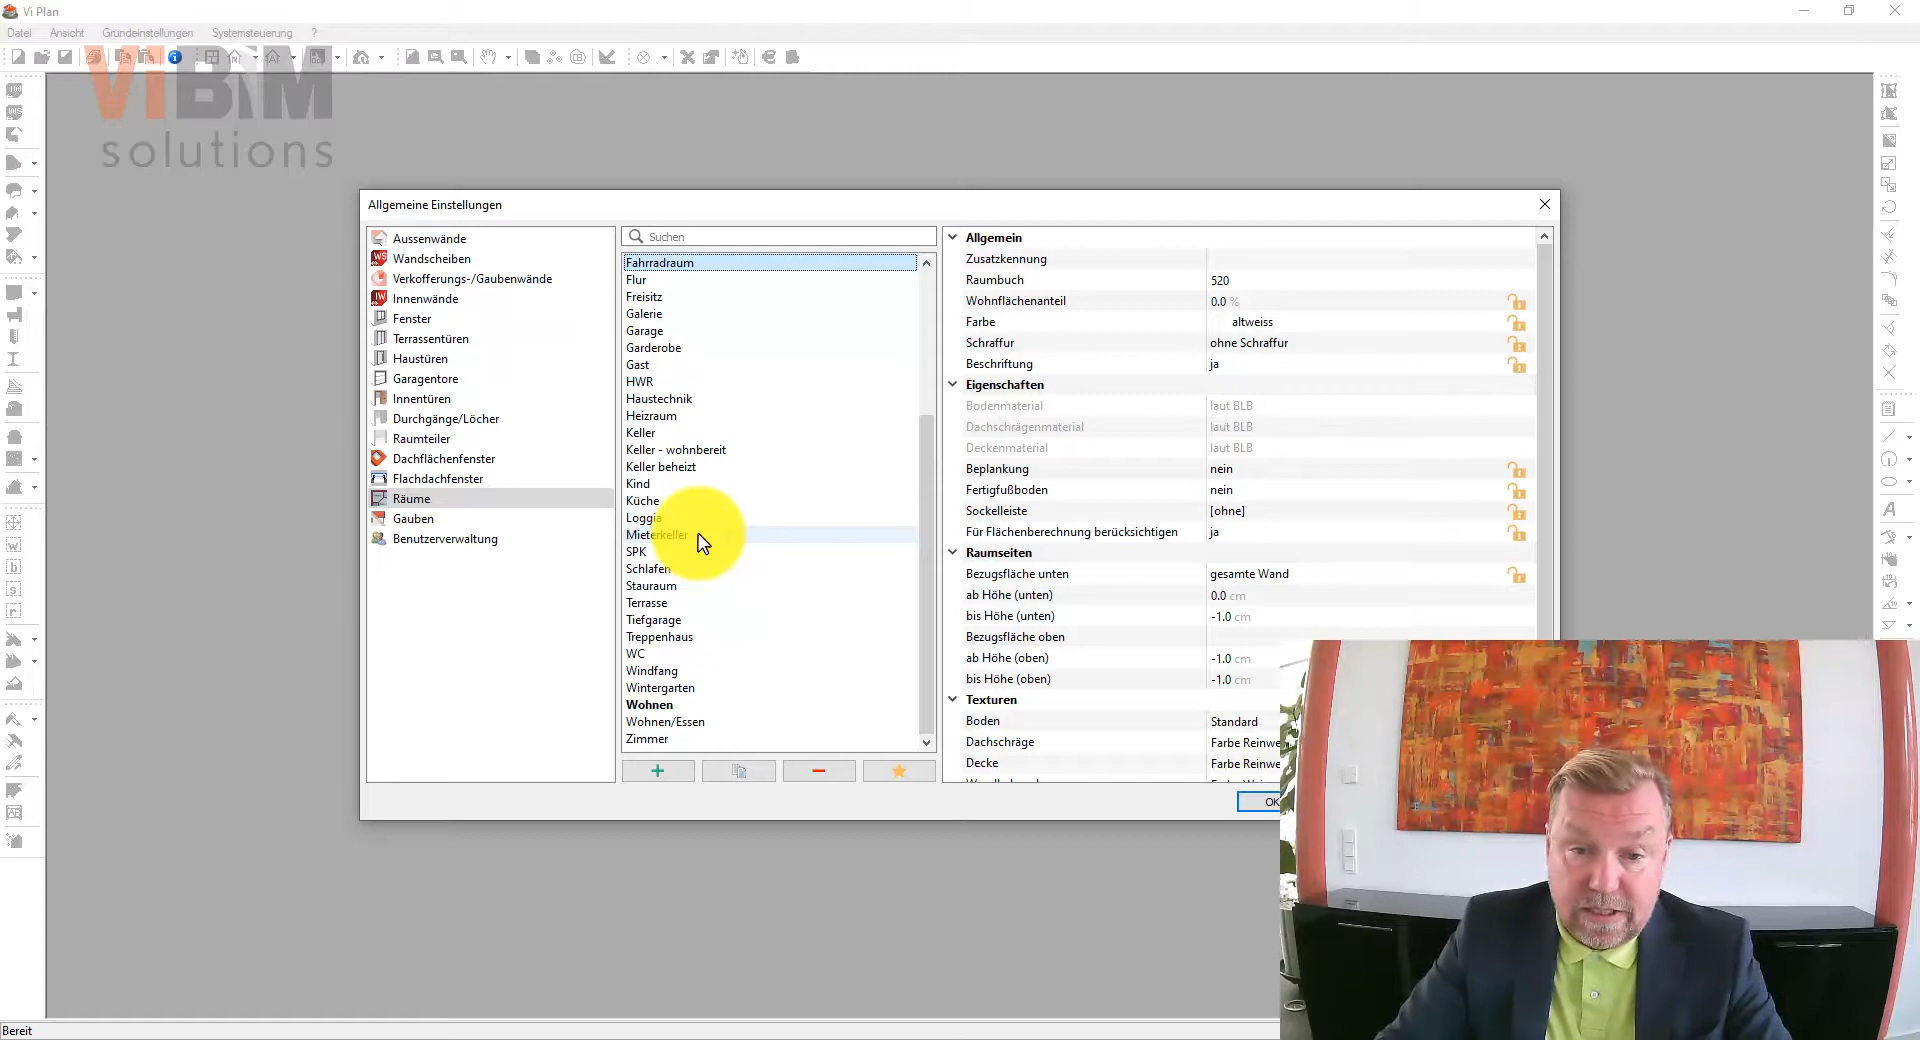 Vi Plan
Datei Ansicht Grundeinstellungen Systemsteuerung ?
ViBIM
solutions
Allgemeine Einstellungen
Aussenwände
Wandscheiben
Verkofferungs-/Gaubenwände
Innenwände
Fenster
Terrassentüren
Haustüren
Garagentore
Innentüren
Durchgänge/Löcher
Raumteiler
Dachflächenfenster
Flachdachfenster
Räume
Gauben
Benutzerverwaltung
Suchen
Fahrradraum
Flur
Freisitz
Galerie
Garage
Garderobe
Gast
HWR
Haustechnik
Heizraum
Keller
Keller - wohnbereit
Keller beheizt
Kind
Küche
Loggia
Mieterkeller
SPK
Schlafen
Stauraum
Terrasse
Tiefgarage
Treppenhaus
WC
Windfang
Wintergarten
Wohnen
Wohnen/Essen
Zimmer
Allgemein
Zusatzkennung
Raumbuch 520
Wohnflächenanteil 0.0 %
Farbe altweiss
Schraffur ohne Schraffur
Beschriftung ja
Eigenschaften
Bodenmaterial laut BLB
Dachschrägenmaterial laut BLB
Deckenmaterial laut BLB
Beplankung nein
Fertigfußboden nein
Sockelleiste [ohne]
Für Flächenberechnung berücksichtigen ja
Raumseiten
Bezugsfläche unten gesamte Wand
ab Höhe (unten) 0.0 cm
bis Höhe (unten) -1.0 cm
Bezugsfläche oben
ab Höhe (oben) -1.0 cm
bis Höhe (oben) -1.0 cm
Texturen
Boden Standard
Dachschräge Farbe Reinwe
Decke Farbe Reinwe
OK
Bereit